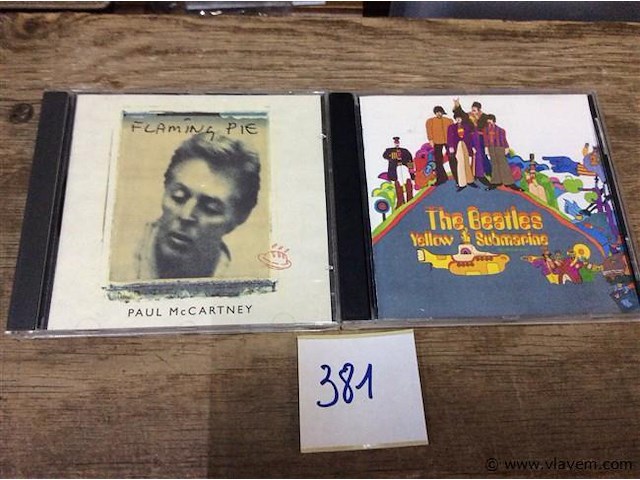 FLAMING PIE
PAUL McCARTNEY
The Beatles
Yellow Submarine
381
© www.vlavem.com